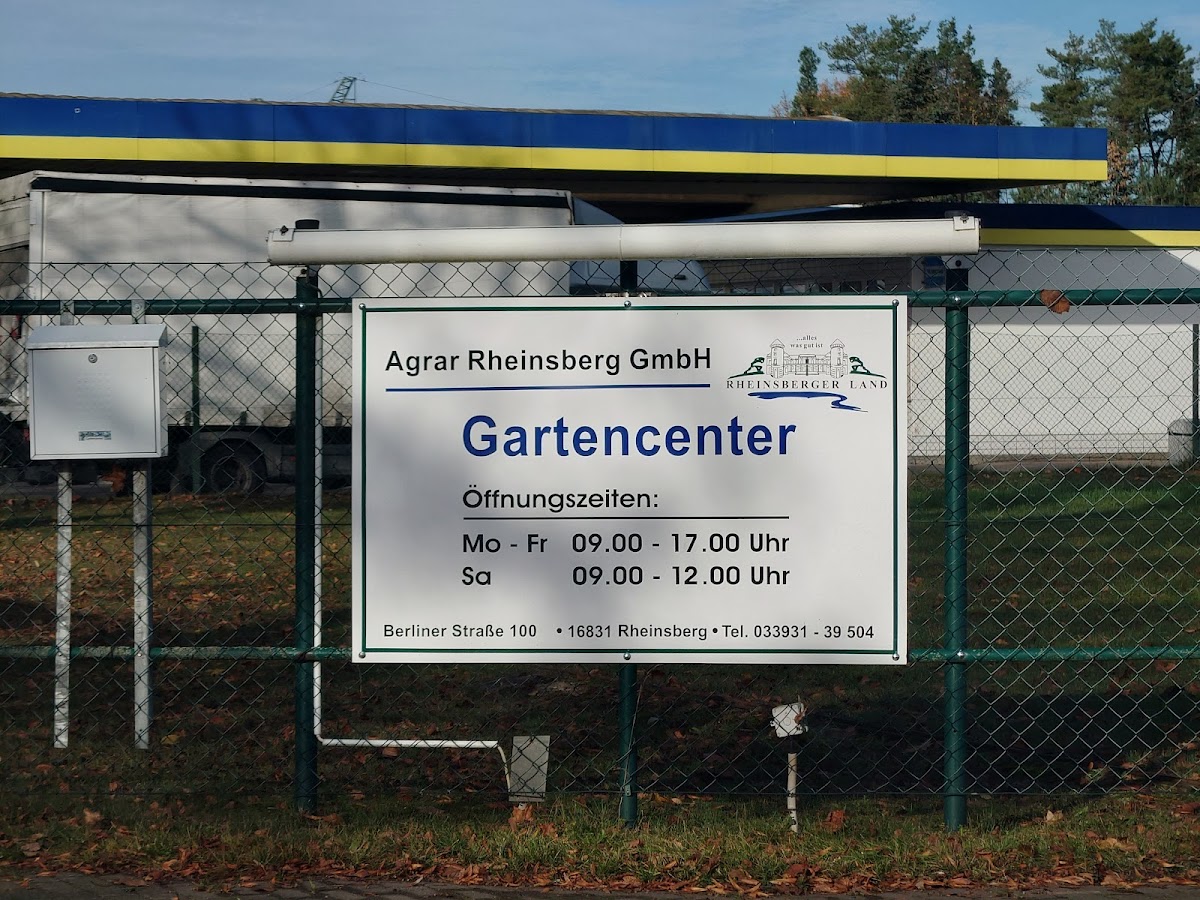 Agrar Rheinsberg GmbH
...alles
was gut ist
RHEINSBERGER LAND
Gartencenter
Öffnungszeiten:
Mo - Fr 09.00 - 17.00 Uhr
Sa 09.00 - 12.00 Uhr
Berliner Straße 100 • 16831 Rheinsberg • Tel. 033931 - 39 504